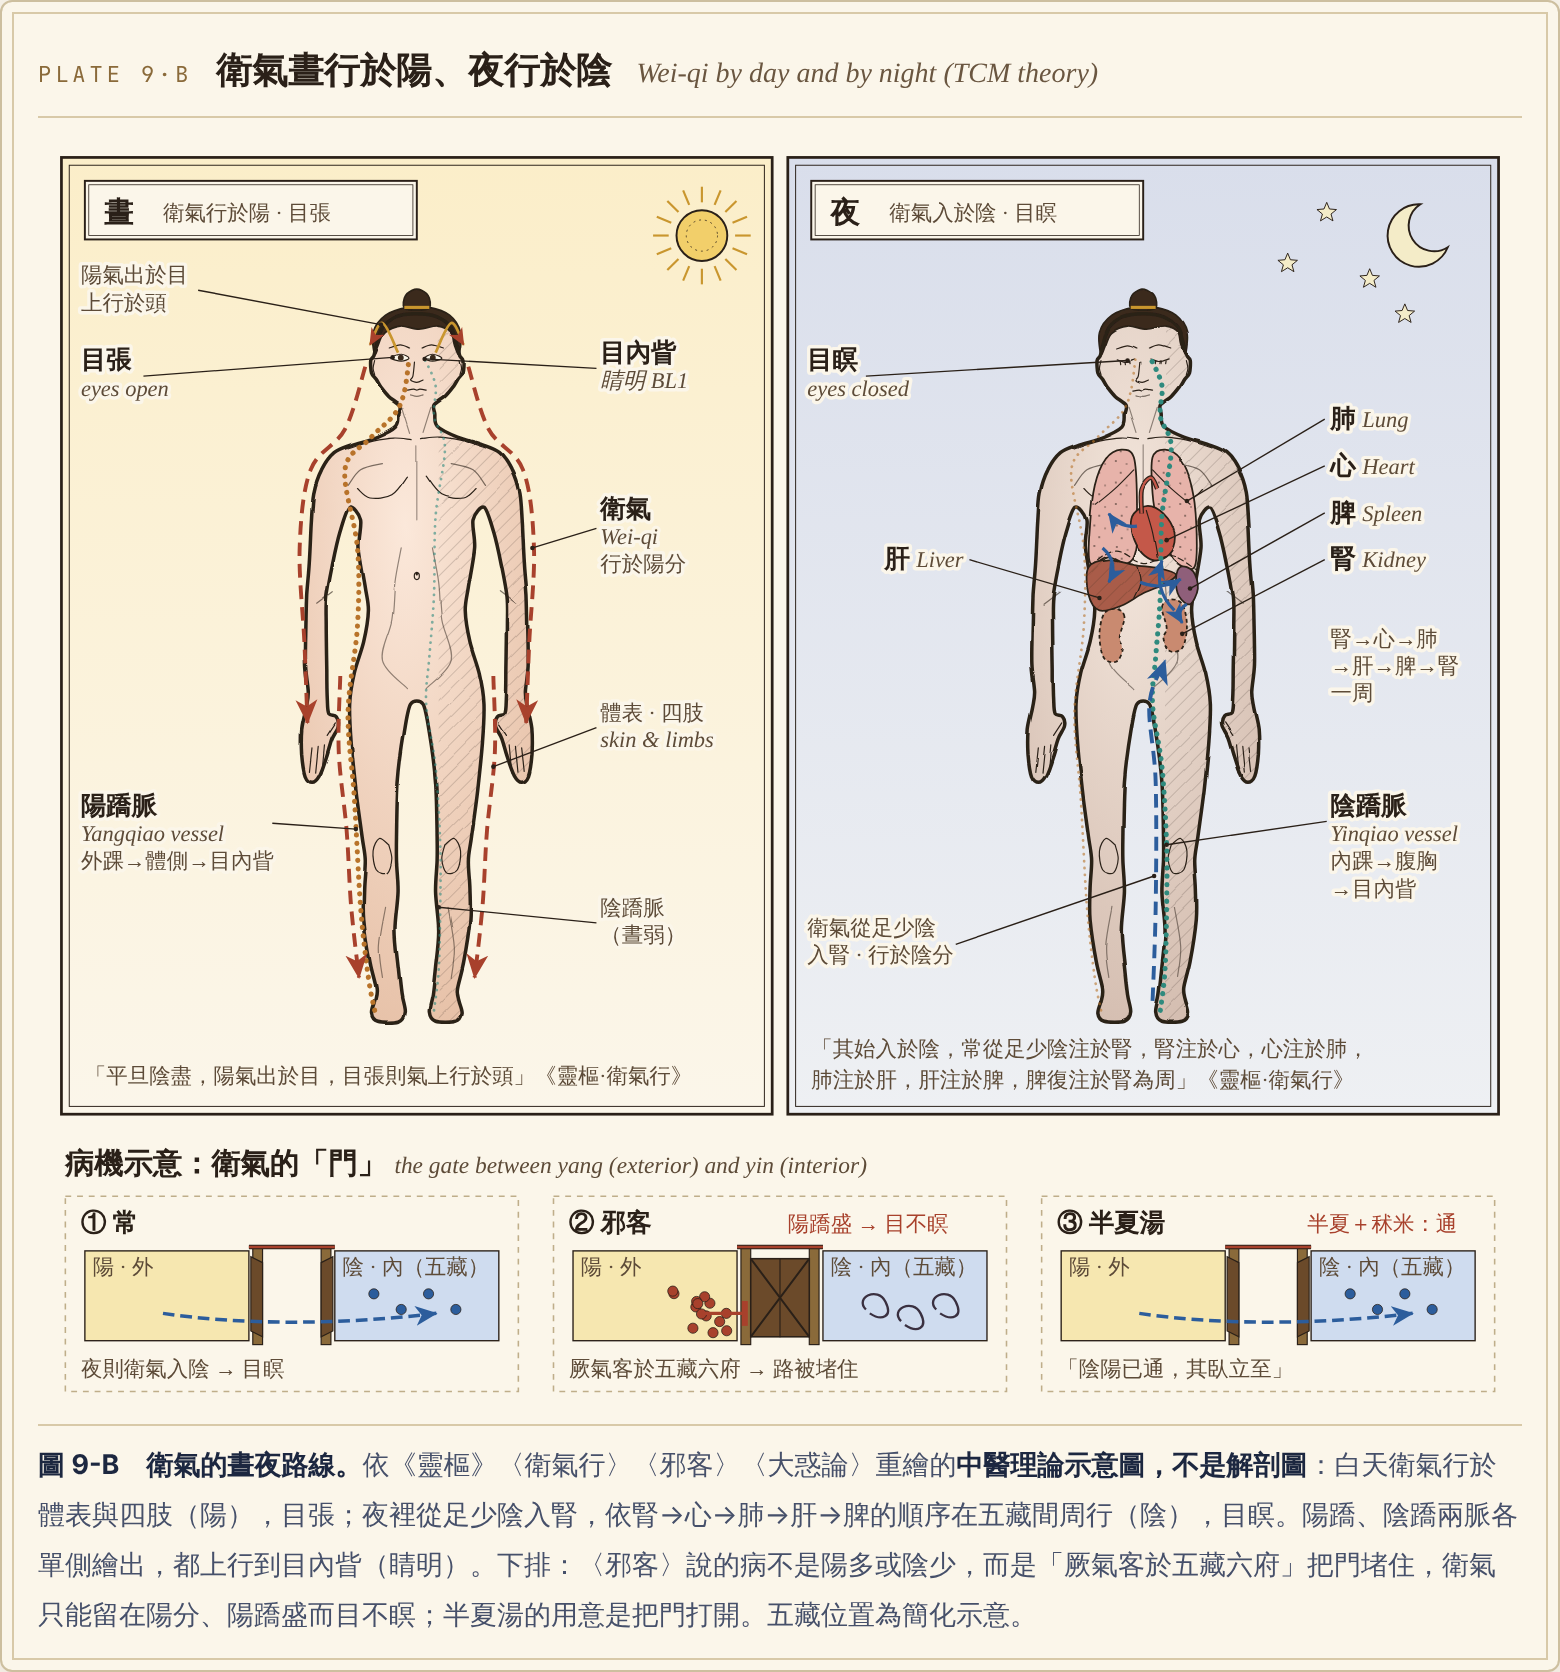 PLATE 9·B 衛氣晝行於陽、夜行於陰 Wei-qi by day and by night (TCM theory)
晝 衛氣行於陽 · 目張
陽氣出於目
上行於頭
目張
eyes open
目內眥
睛明 BL1
衛氣
Wei-qi
行於陽分
體表 · 四肢
skin & limbs
陽蹻脈
Yangqiao vessel
外踝→體側→目內眥
陰蹻脈
（晝弱）
「平旦陰盡，陽氣出於目，目張則氣上行於頭」《靈樞·衛氣行》
夜 衛氣入於陰 · 目瞑
目瞑
eyes closed
肺 Lung
心 Heart
脾 Spleen
肝 Liver
腎 Kidney
腎→心→肺
→肝→脾→腎
一周
陰蹻脈
Yinqiao vessel
內踝→腹胸
→目內眥
衛氣從足少陰
入腎 · 行於陰分
「其始入於陰，常從足少陰注於腎，腎注於心，心注於肺，
肺注於肝，肝注於脾，脾復注於腎為周」《靈樞·衛氣行》
病機示意：衛氣的「門」 the gate between yang (exterior) and yin (interior)
① 常
陽 · 外
陰 · 內（五藏）
夜則衛氣入陰 → 目瞑
② 邪客
陽蹻盛 → 目不瞑
陽 · 外
陰 · 內（五藏）
厥氣客於五藏六府 → 路被堵住
③ 半夏湯
半夏＋秫米：通
陽 · 外
陰 · 內（五藏）
「陰陽已通，其臥立至」
圖 9-B 衛氣的晝夜路線。依《靈樞》〈衛氣行〉〈邪客〉〈大惑論〉重繪的中醫理論示意圖，不是解剖圖：白天衛氣行於
體表與四肢（陽），目張；夜裡從足少陰入腎，依腎→心→肺→肝→脾的順序在五藏間周行（陰），目瞑。陽蹻、陰蹻兩脈各
單側繪出，都上行到目內眥（睛明）。下排：〈邪客〉說的病不是陽多或陰少，而是「厥氣客於五藏六府」把門堵住，衛氣
只能留在陽分、陽蹻盛而目不瞑；半夏湯的用意是把門打開。五藏位置為簡化示意。